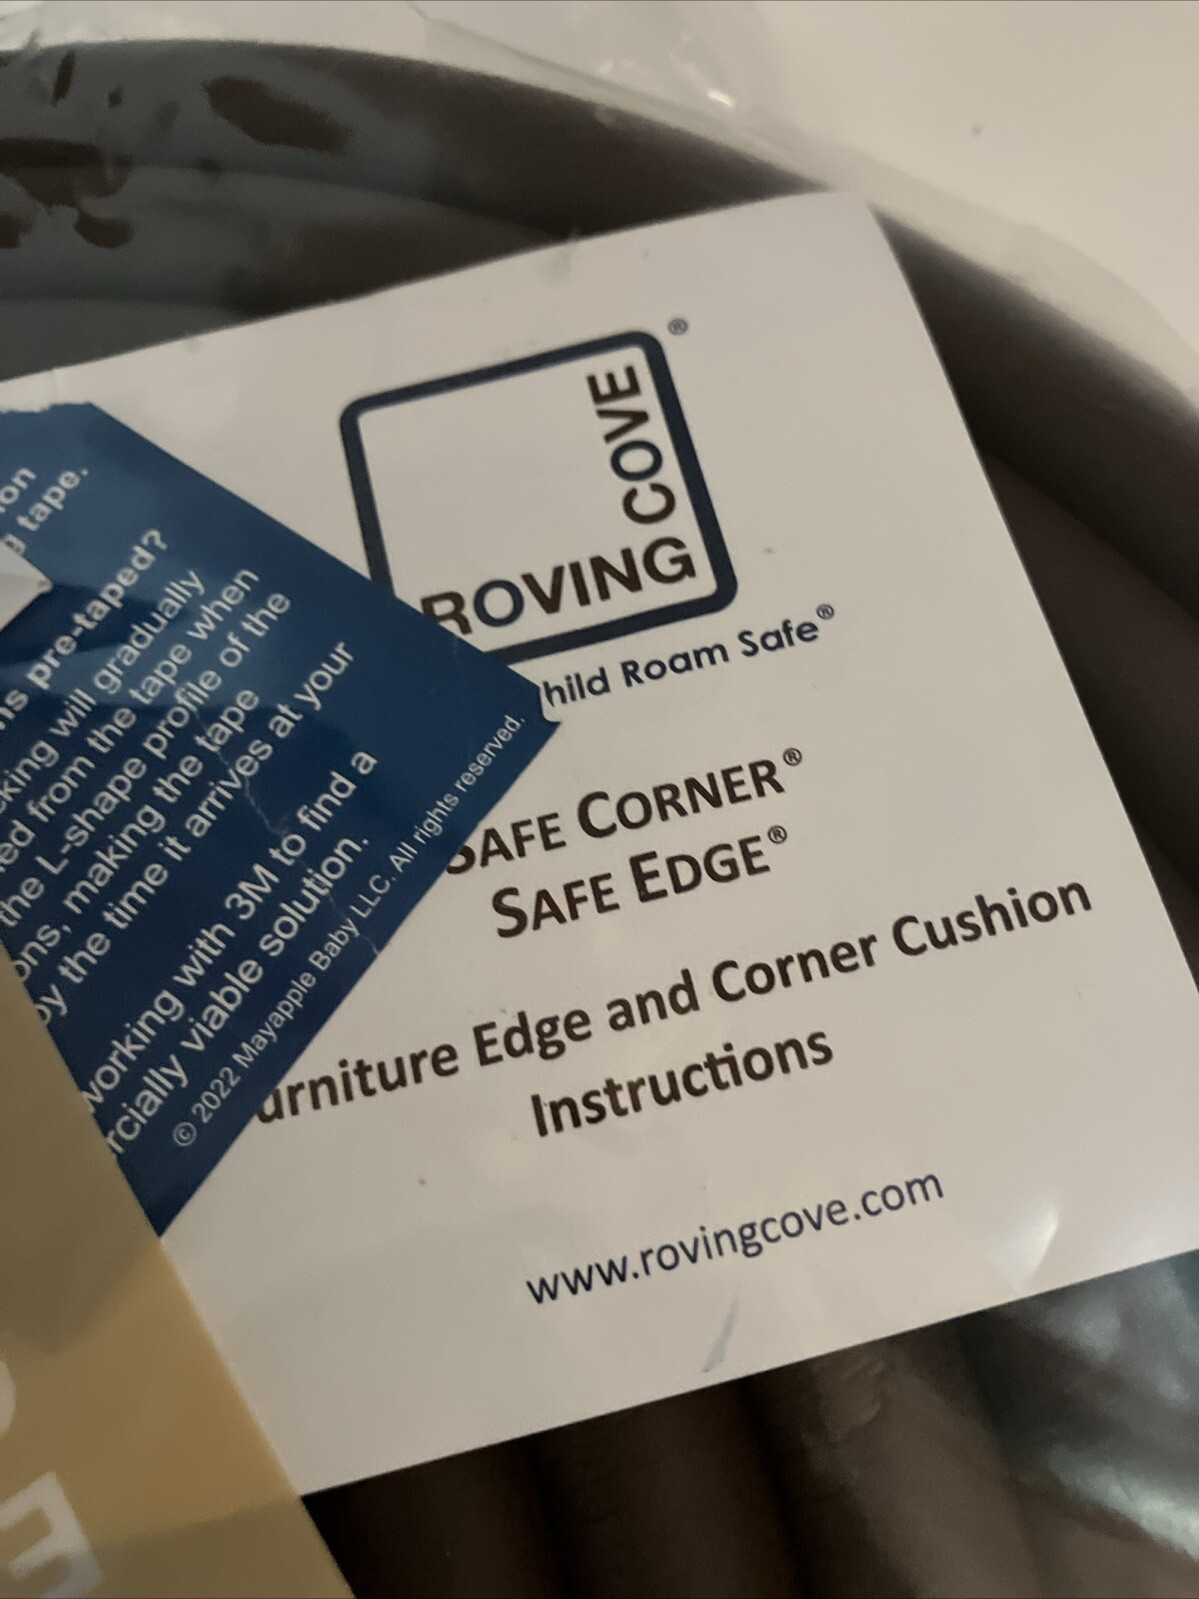 ROVING COVE®
hild Roam Safe®
SAFE CORNER®
SAFE EDGE®
urniture Edge and Corner Cushion
Instructions
www.rovingcove.com
on
g tape.
ns pre-taped?
cking will gradually
ed from the tape when
the L-shape profile of the
ons, making the tape
by the time it arrives at your
working with 3M to find a
rcially viable solution.
© 2022 Mayapple Baby LLC. All rights reserved.
E